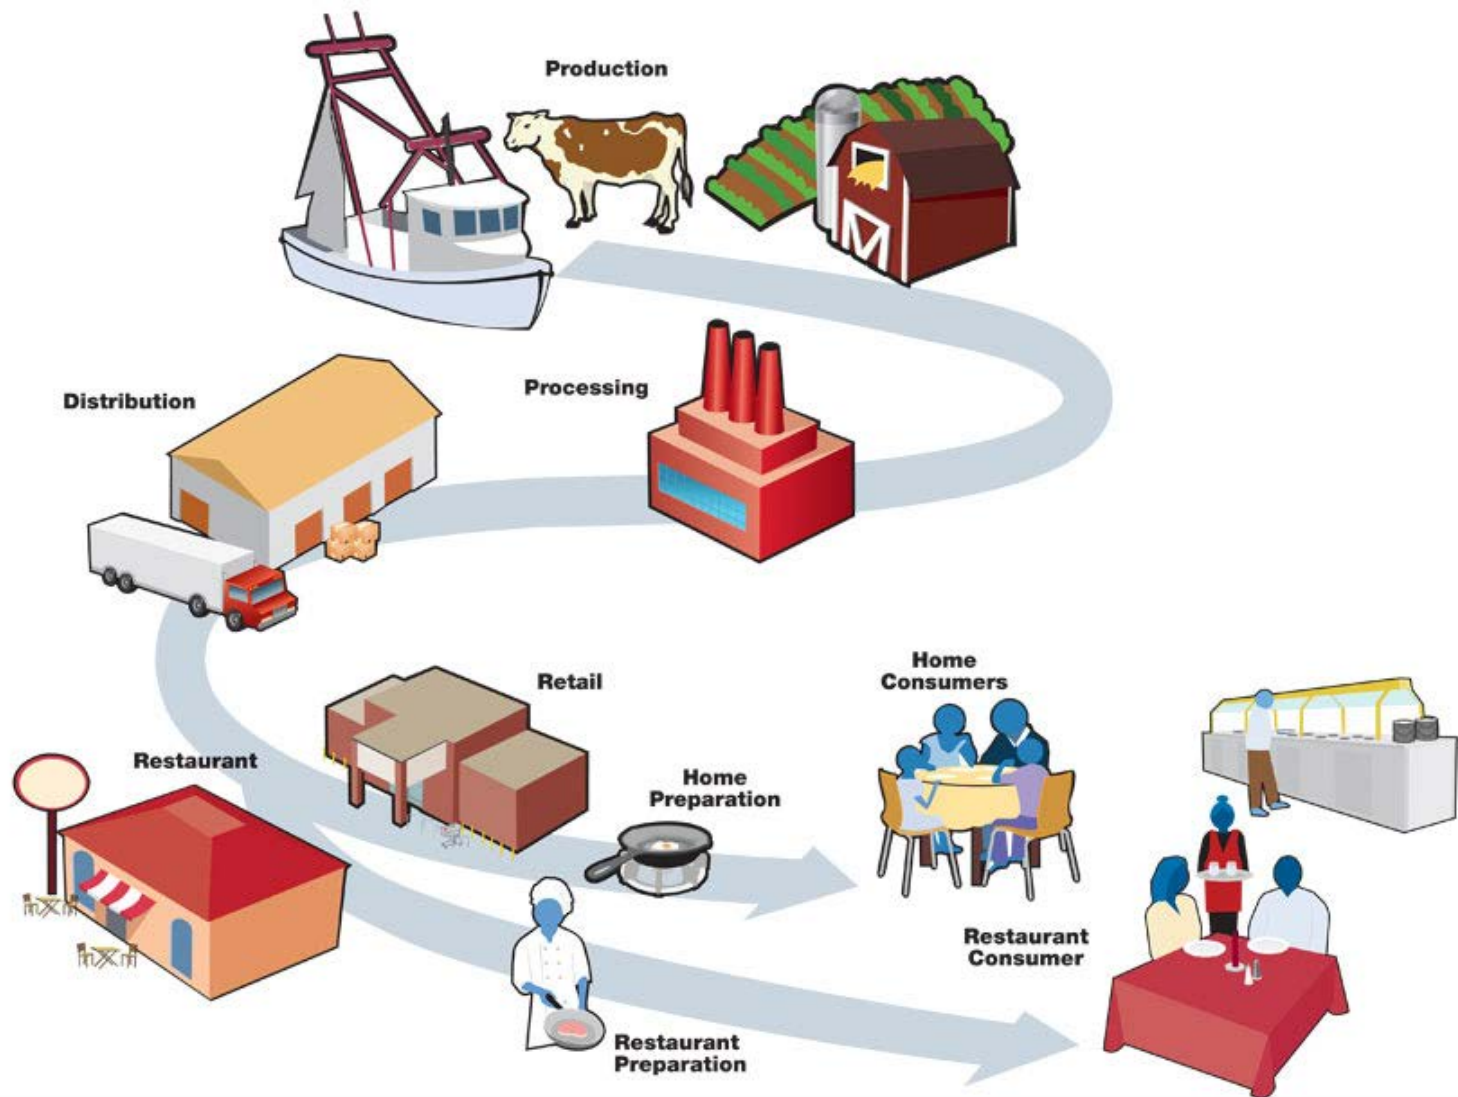 Production
Processing
Distribution
Retail
Restaurant
Home
Preparation
Home
Consumers
Restaurant
Preparation
Restaurant
Consumer